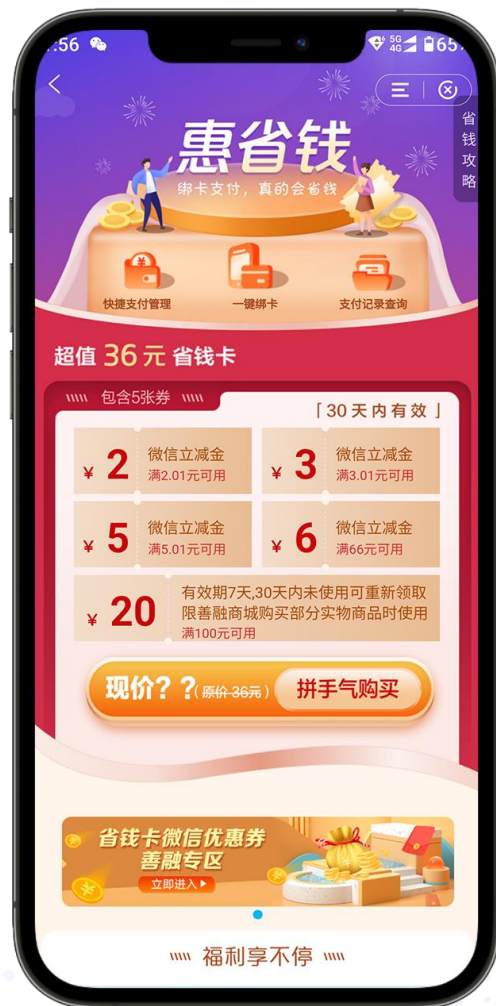 :56
5G
4G
65
省钱攻略
惠省钱
绑卡支付，真的会省钱
快捷支付管理
一键绑卡
支付记录查询
超值36元省钱卡
包含5张券
「30天内有效」
¥2
微信立减金
满2.01元可用
¥3
微信立减金
满3.01元可用
¥5
微信立减金
满5.01元可用
¥6
微信立减金
满66元可用
¥20
有效期7天,30天内未使用可重新领取
限善融商城购买部分实物商品时使用
满100元可用
现价？？(原价36元)
拼手气购买
省钱卡微信优惠券
善融专区
立即进入
福利享不停